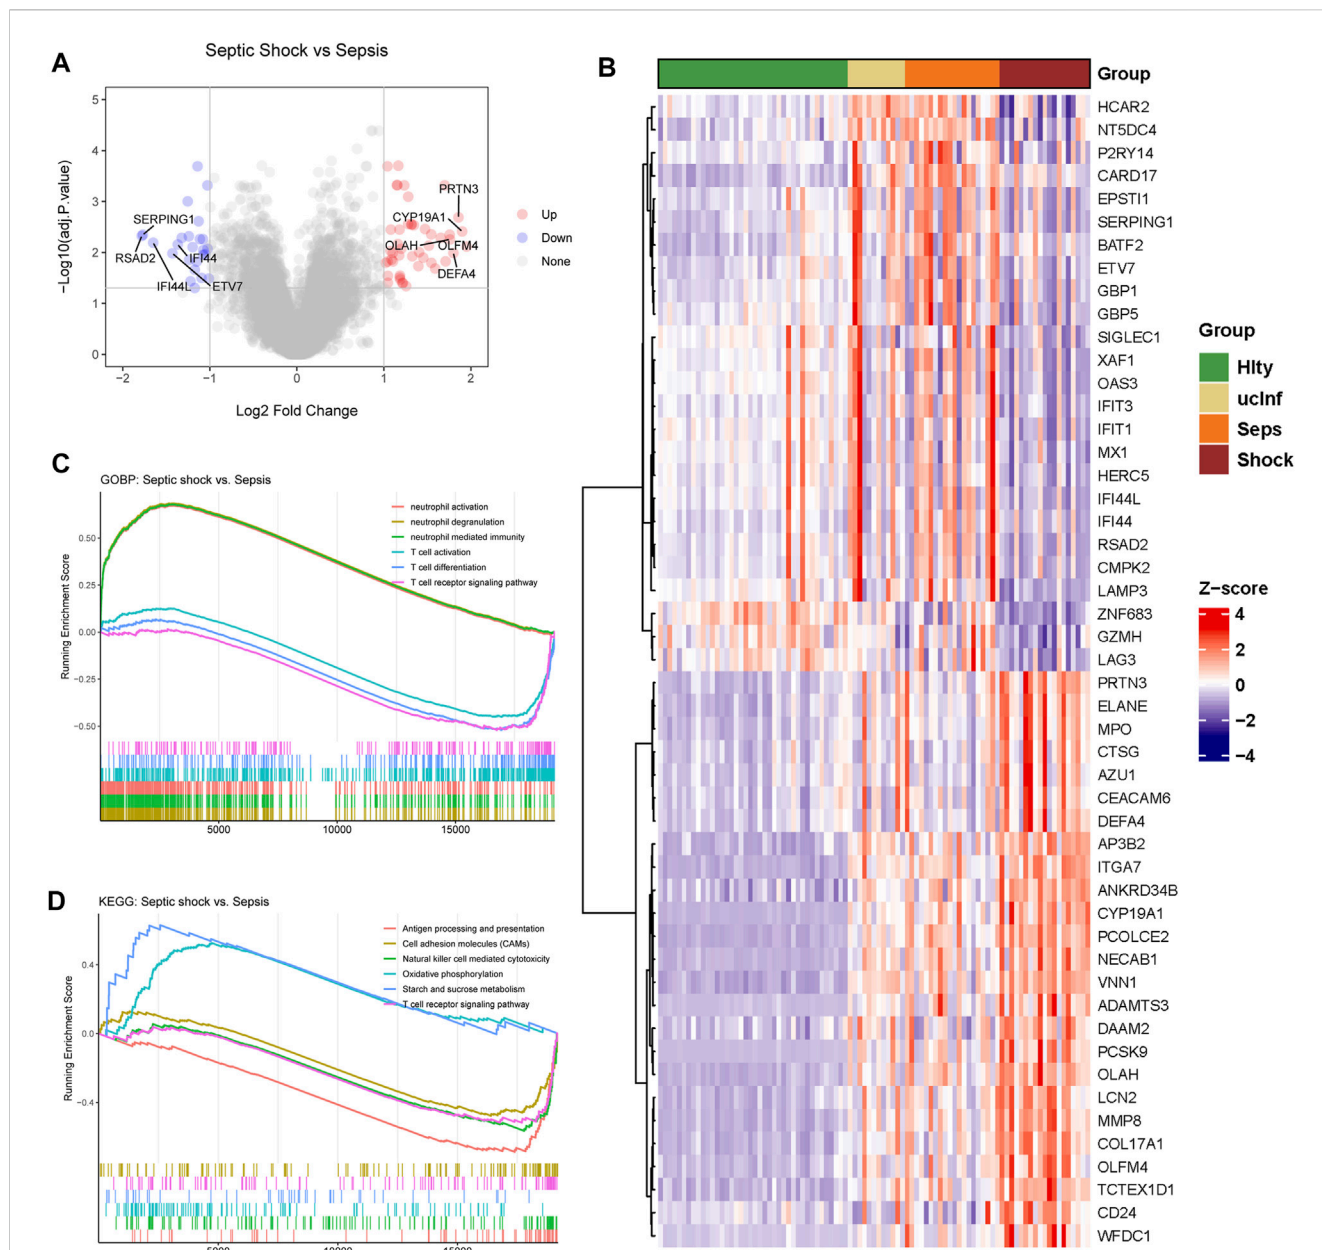 A
Septic Shock vs Sepsis
−Log10(adj.P.value)
5
4
3
2
1
0
PRTN3
CYP19A1
SERPING1
OLAH
OLFM4
RSAD2
IFI44
DEFA4
IFI44L
ETV7
−2
−1
0
1
2
Log2 Fold Change
Up
Down
None
B
Group
HCAR2
NT5DC4
P2RY14
CARD17
EPSTI1
SERPING1
BATF2
ETV7
GBP1
GBP5
SIGLEC1
XAF1
OAS3
IFIT3
IFIT1
MX1
HERC5
IFI44L
IFI44
RSAD2
CMPK2
LAMP3
ZNF683
GZMH
LAG3
PRTN3
ELANE
MPO
CTSG
AZU1
CEACAM6
DEFA4
AP3B2
ITGA7
ANKRD34B
CYP19A1
PCOLCE2
NECAB1
VNN1
ADAMTS3
DAAM2
PCSK9
OLAH
LCN2
MMP8
COL17A1
OLFM4
TCTEX1D1
CD24
WFDC1
Group
Hlty
ucInf
Seps
Shock
Z−score
4
2
0
−2
−4
C
GOBP: Septic shock vs. Sepsis
Running Enrichment Score
0.50
0.25
0.00
−0.25
−0.50
neutrophil activation
neutrophil degranulation
neutrophil mediated immunity
T cell activation
T cell differentiation
T cell receptor signaling pathway
5000
10000
15000
D
KEGG: Septic shock vs. Sepsis
Running Enrichment Score
0.4
0.0
−0.4
Antigen processing and presentation
Cell adhesion molecules (CAMs)
Natural killer cell mediated cytotoxicity
Oxidative phosphorylation
Starch and sucrose metabolism
T cell receptor signaling pathway
5000
10000
15000